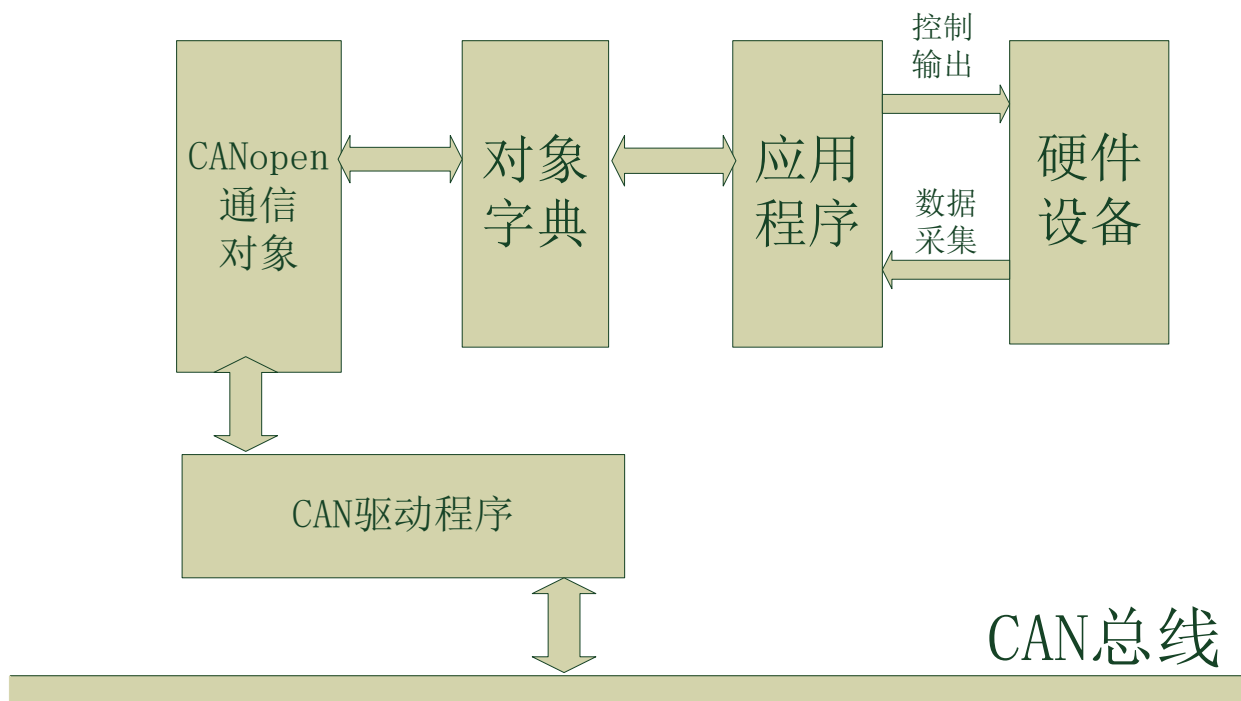 CANopen
通信
对象
对象
字典
应用
程序
控制
输出
数据
采集
硬件
设备
CAN驱动程序
CAN总线